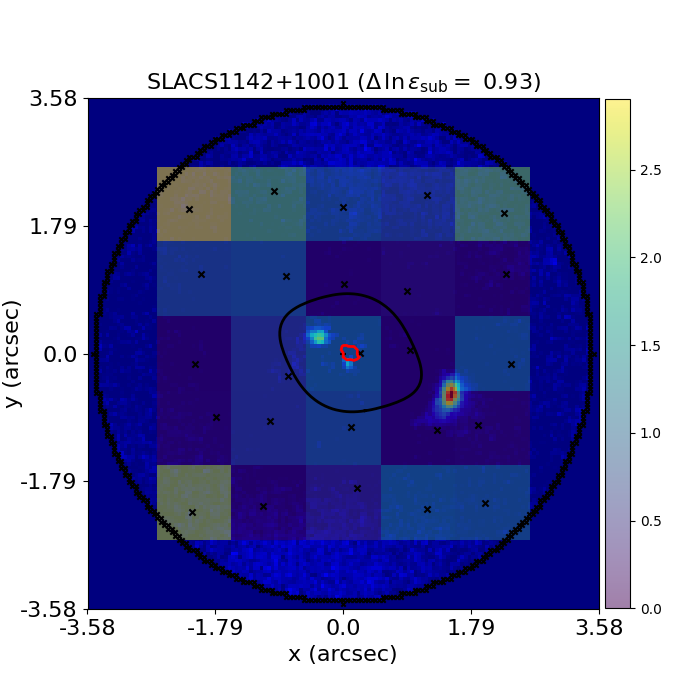 SLACS1142+1001 (Δ ln ε_sub = 0.93)
3.58
1.79
0.0
-1.79
-3.58
y (arcsec)
-3.58 -1.79 0.0 1.79 3.58
x (arcsec)
2.5
2.0
1.5
1.0
0.5
0.0